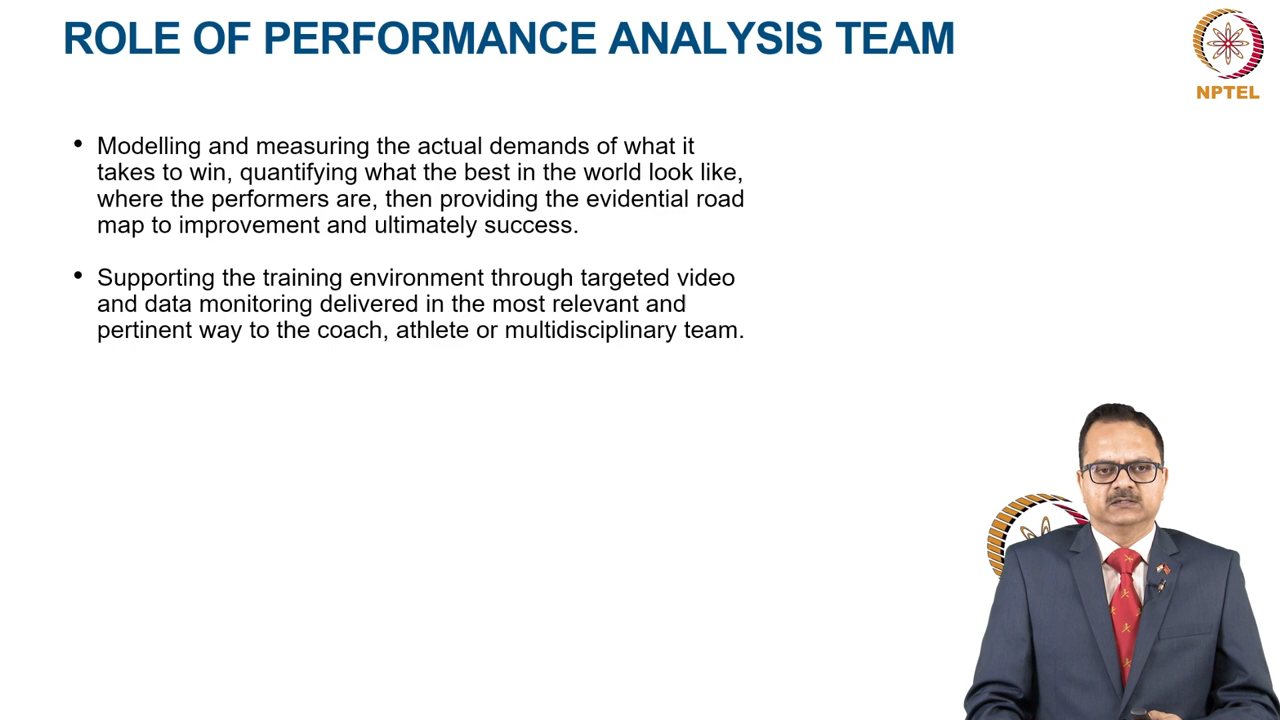 ROLE OF PERFORMANCE ANALYSIS TEAM
NPTEL
• Modelling and measuring the actual demands of what it
takes to win, quantifying what the best in the world look like,
where the performers are, then providing the evidential road
map to improvement and ultimately success.
• Supporting the training environment through targeted video
and data monitoring delivered in the most relevant and
pertinent way to the coach, athlete or multidisciplinary team.